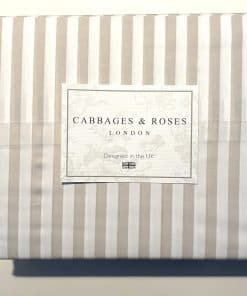 CABBAGES & ROSES
LONDON
Designed in the UK